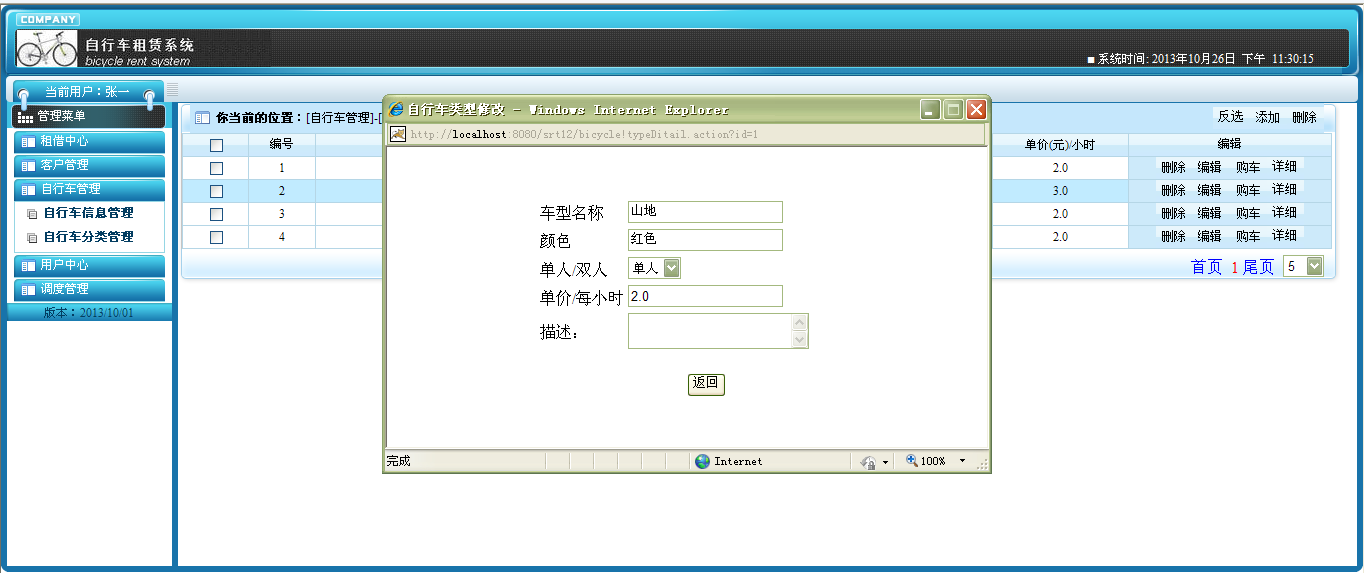 COMPANY
自行车租赁系统
bicycle rent system
■ 系统时间: 2013年10月26日 下午 11:30:15
当前用户：张一
管理菜单
租借中心
客户管理
自行车管理
自行车信息管理
自行车分类管理
用户中心
调度管理
版本：2013/10/01
你当前的位置：[自行车管理]-[
反选 添加 删除
编号 单价(元)/小时 编辑
1 2.0 删除 编辑 购车 详细
2 3.0 删除 编辑 购车 详细
3 2.0 删除 编辑 购车 详细
4 2.0 删除 编辑 购车 详细
首页 1 尾页 5
自行车类型修改 - Windows Internet Explorer
http://localhost:8080/srt12/bicycle!typeDitail.action?id=1
车型名称 山地
颜色 红色
单人/双人 单人
单价/每小时 2.0
描述：
返回
完成 Internet 100%